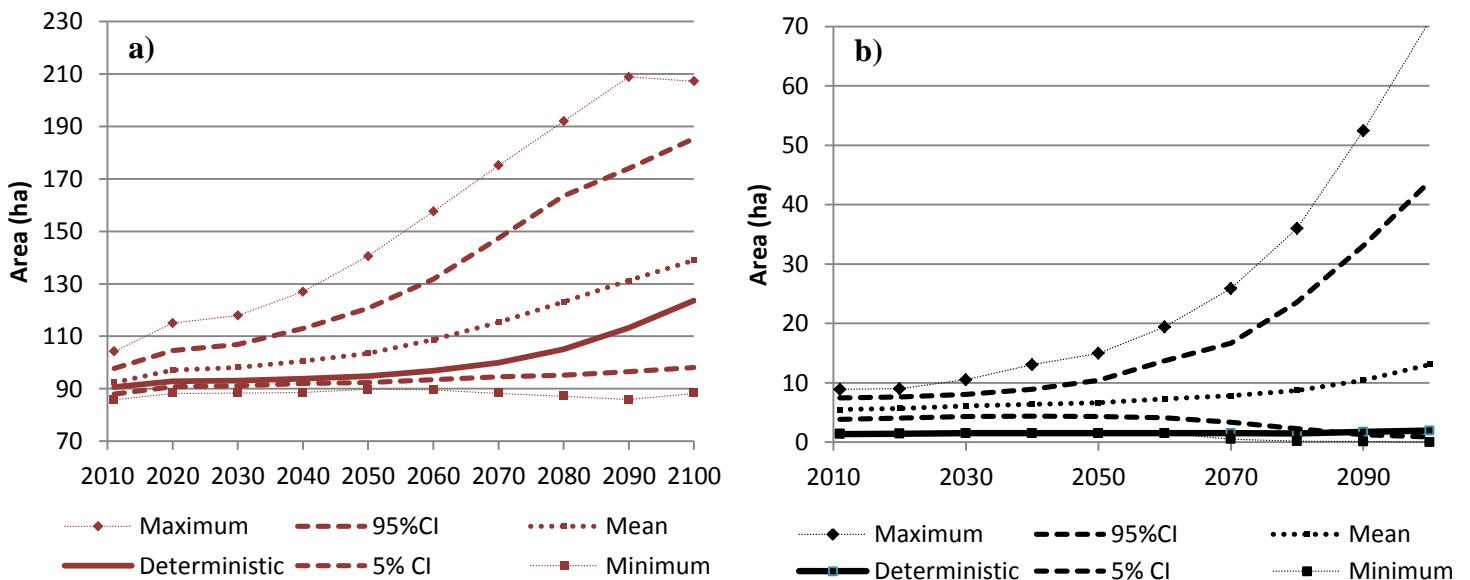 a)
Area (ha)
230
210
190
170
150
130
110
90
70
2010 2020 2030 2040 2050 2060 2070 2080 2090 2100
Maximum 95%CI Mean
Deterministic 5% CI Minimum
b)
Area (ha)
70
60
50
40
30
20
10
0
2010 2030 2050 2070 2090
Maximum 95%CI Mean
Deterministic 5% CI Minimum